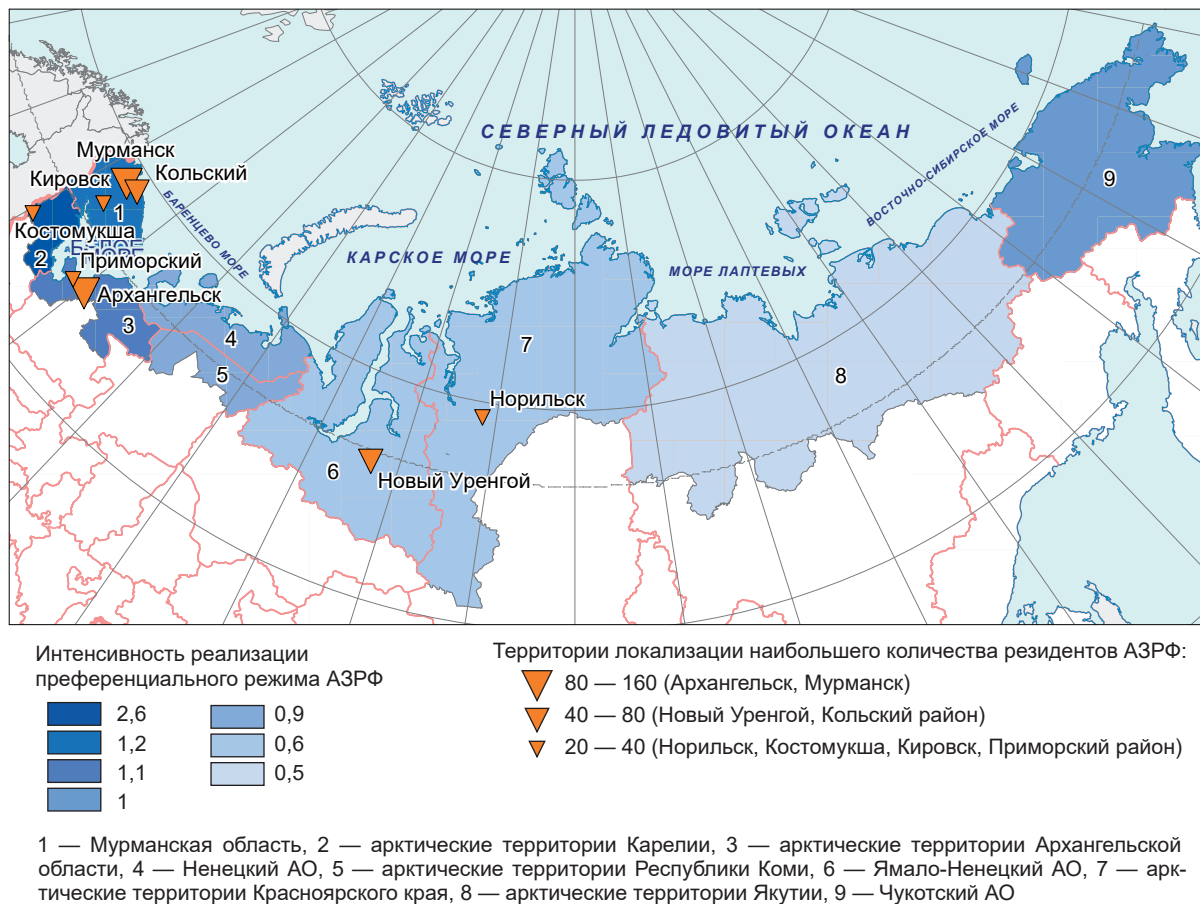 СЕВЕРНЫЙ ЛЕДОВИТЫЙ ОКЕАН
ВОСТОЧНО-СИБИРСКОЕ МОРЕ
Мурманск
Кировск
Кольский
1
9
БАРЕНЦЕВО МОРЕ
Костомукша
БЕЛОЕ
2
КАРСКОЕ МОРЕ
Приморский
МОРЕ ЛАПТЕВЫХ
Архангельск
3
4
7
5
8
Норильск
6
Новый Уренгой
Интенсивность реализации
преференциального режима АЗРФ
2,6
1,2
1,1
1
0,9
0,6
0,5
Территории локализации наибольшего количества резидентов АЗРФ:
80 — 160 (Архангельск, Мурманск)
40 — 80 (Новый Уренгой, Кольский район)
20 — 40 (Норильск, Костомукша, Кировск, Приморский район)
1 — Мурманская область, 2 — арктические территории Карелии, 3 — арктические территории Архангельской
области, 4 — Ненецкий АО, 5 — арктические территории Республики Коми, 6 — Ямало-Ненецкий АО, 7 — арк-
тические территории Красноярского края, 8 — арктические территории Якутии, 9 — Чукотский АО